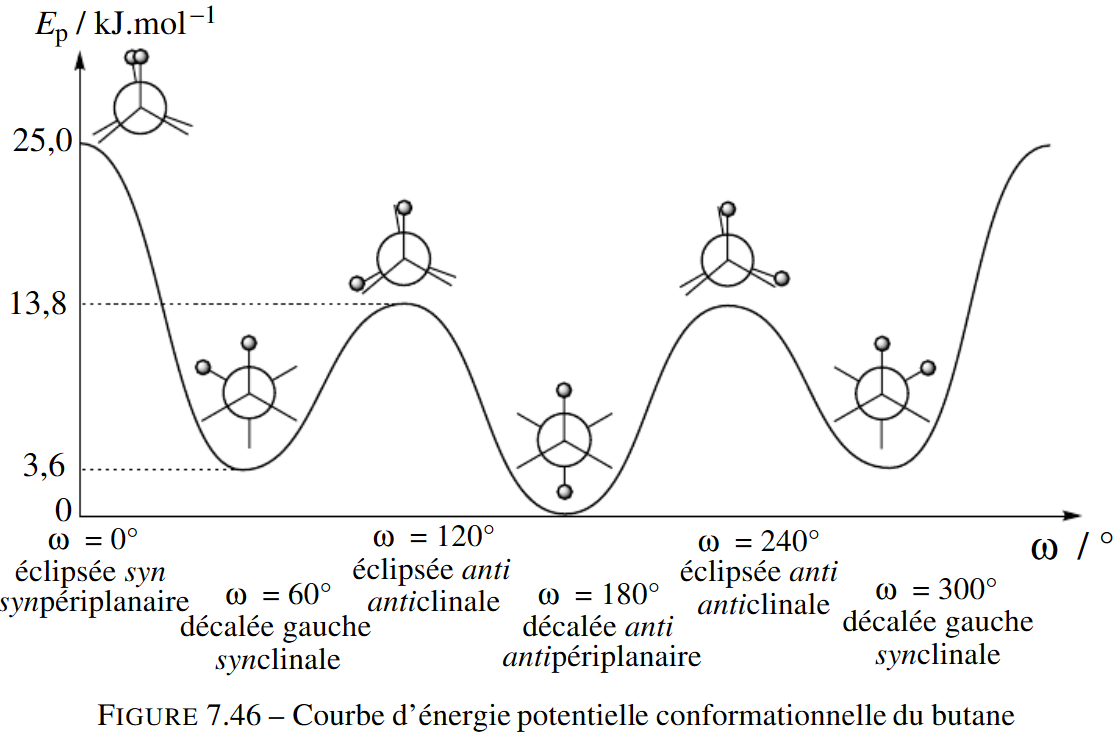 Ep / kJ.mol−1
25,0
13,8
3,6
0
ω = 0°
éclipsée syn
synpériplanaire
ω = 60°
décalée gauche
synclinale
ω = 120°
éclipsée anti
anticlinale
ω = 180°
décalée anti
antipériplanaire
ω = 240°
éclipsée anti
anticlinale
ω = 300°
décalée gauche
synclinale
ω / °
FIGURE 7.46 – Courbe d’énergie potentielle conformationnelle du butane